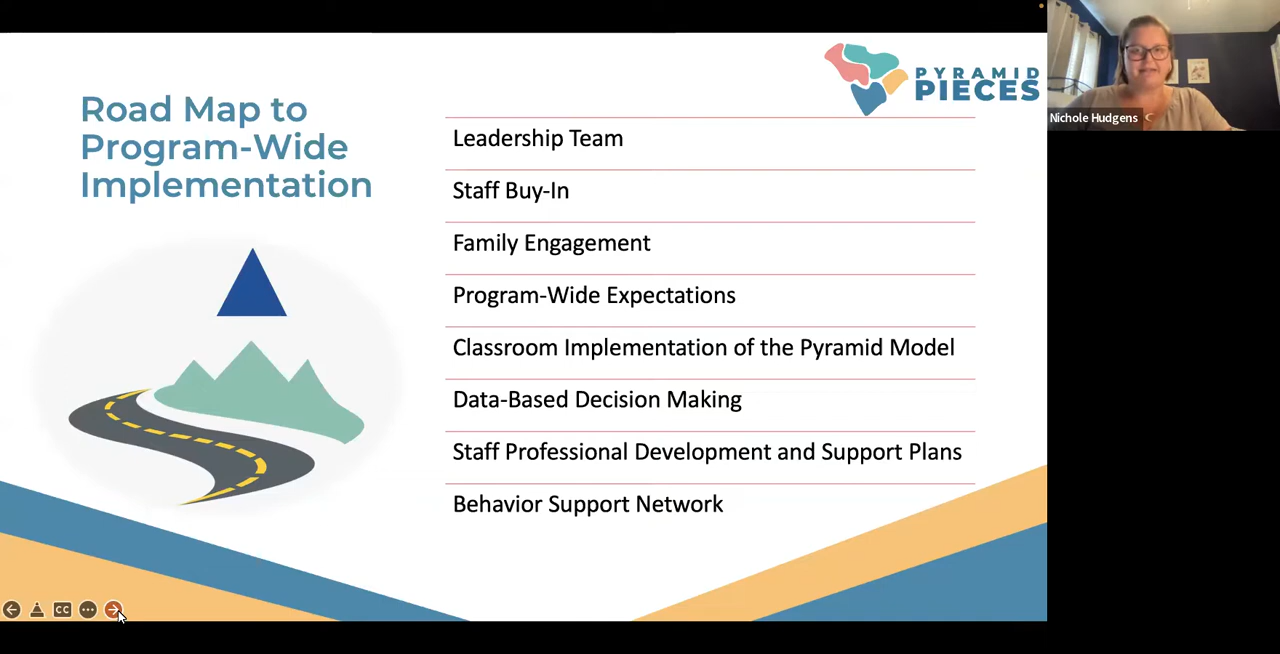 Road Map to
Program-Wide
Implementation
PYRAMID
PIECES
Leadership Team
Staff Buy-In
Family Engagement
Program-Wide Expectations
Classroom Implementation of the Pyramid Model
Data-Based Decision Making
Staff Professional Development and Support Plans
Behavior Support Network
Nichole Hudgens
CC